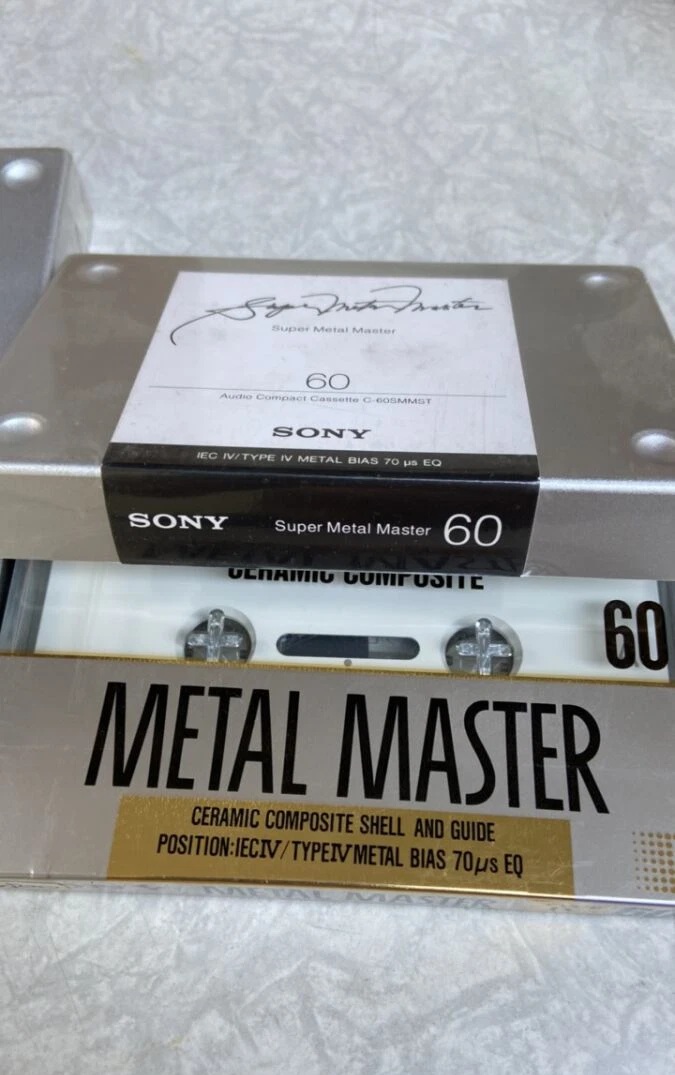 Super Metal Master
Super Metal Master
60
Audio Compact Cassette C-60SMMST
SONY
IEC IV/TYPE IV METAL BIAS 70 µs EQ
SONY Super Metal Master 60
CERAMIC COMPOSITE
60
METAL MASTER
CERAMIC COMPOSITE SHELL AND GUIDE
POSITION:IECIV/TYPEIVMETAL BIAS 70µs EQ
METAL MASTER